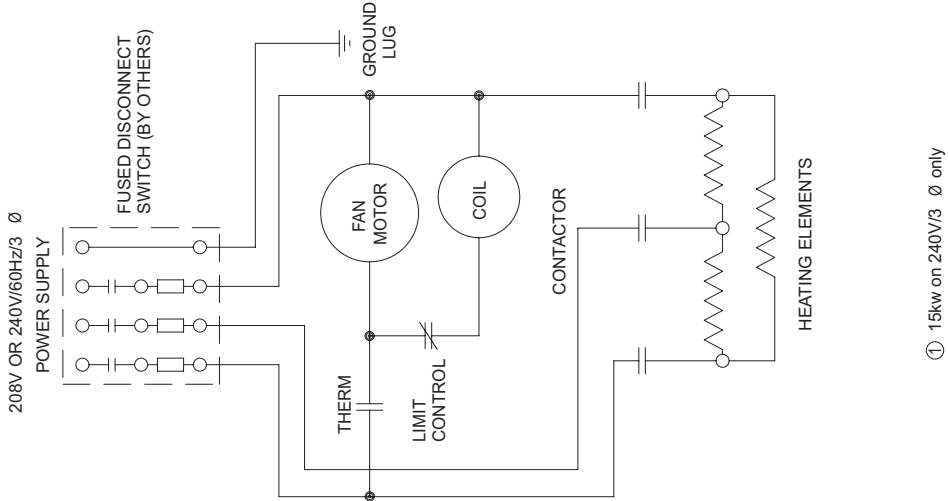 208V OR 240V/60Hz/3 Ø
POWER SUPPLY
FUSED DISCONNECT
SWITCH (BY OTHERS)
GROUND
LUG
FAN
MOTOR
COIL
THERM
LIMIT
CONTROL
CONTACTOR
HEATING ELEMENTS
① 15kw on 240V/3 Ø only